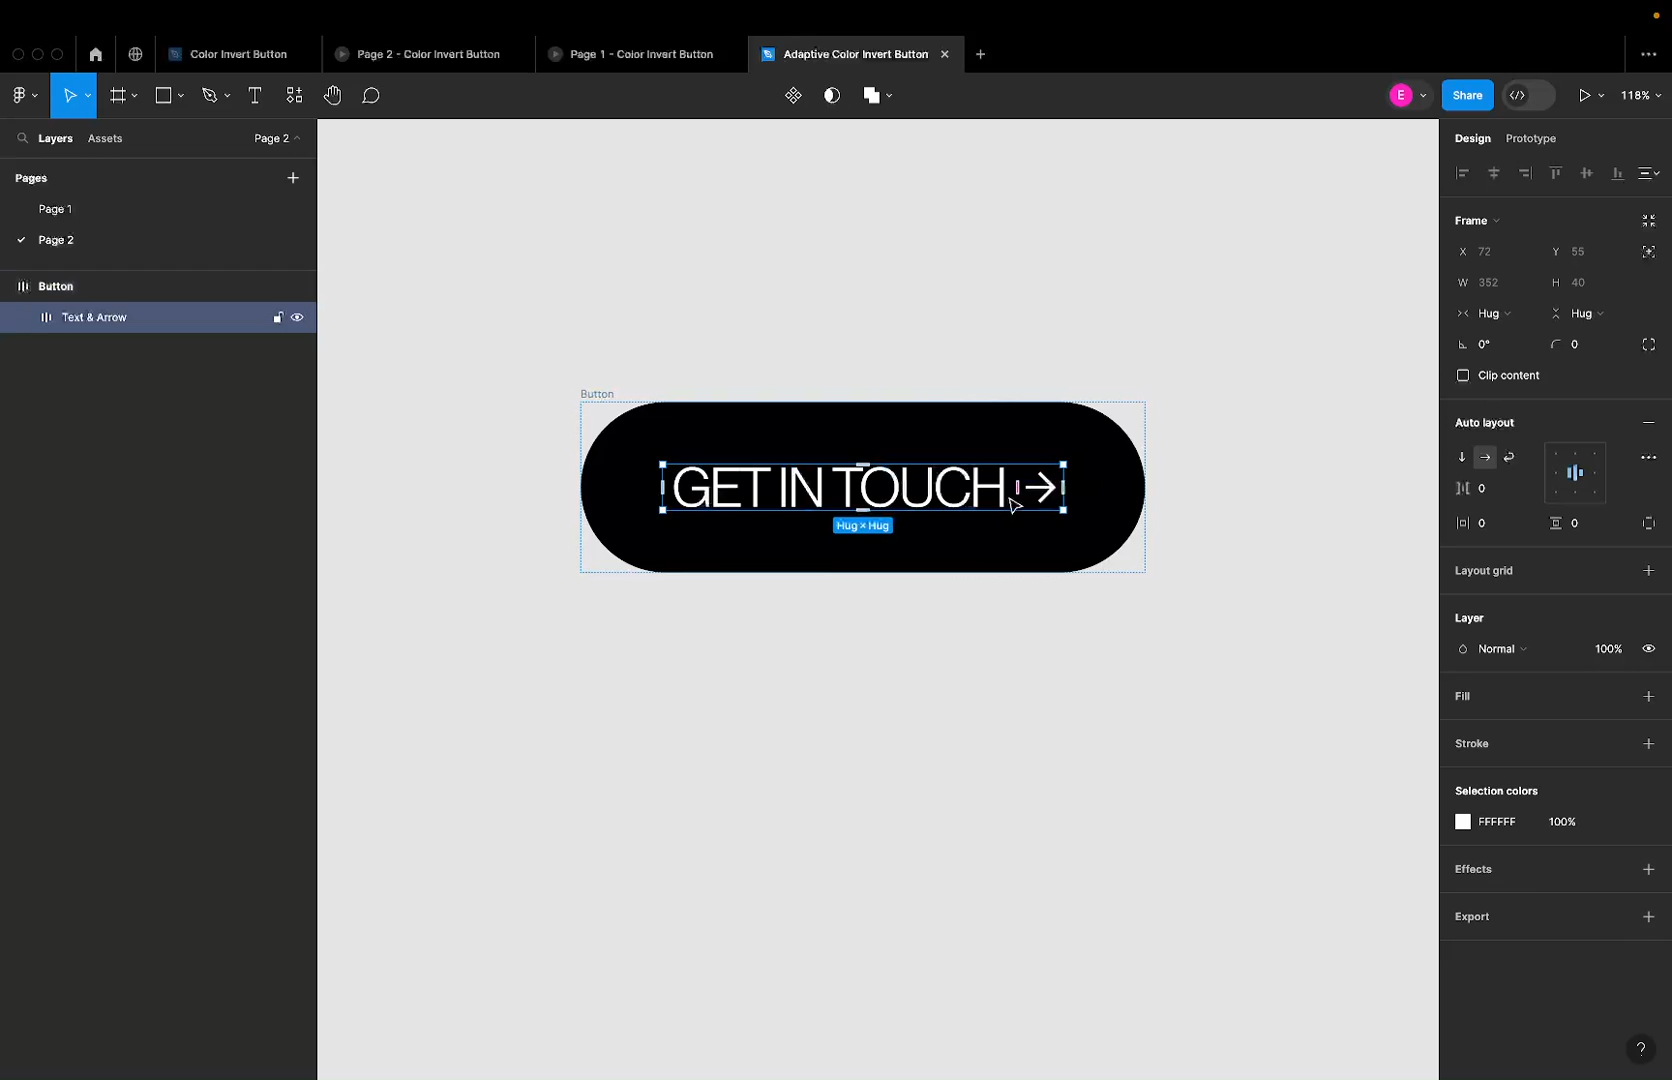 Color Invert Button
Page 2 - Color Invert Button
Page 1 - Color Invert Button
Adaptive Color Invert Button
E
Share
118%
Layers
Assets
Page 2
Pages
Page 1
Page 2
Button
Text & Arrow
Button
GET IN TOUCH →
Hug × Hug
Design
Prototype
Frame
X 72
Y 55
W 352
H 40
Hug
Hug
0°
0
Clip content
Auto layout
0
0
0
Layout grid
Layer
Normal
100%
Fill
Stroke
Selection colors
FFFFFF
100%
Effects
Export
?